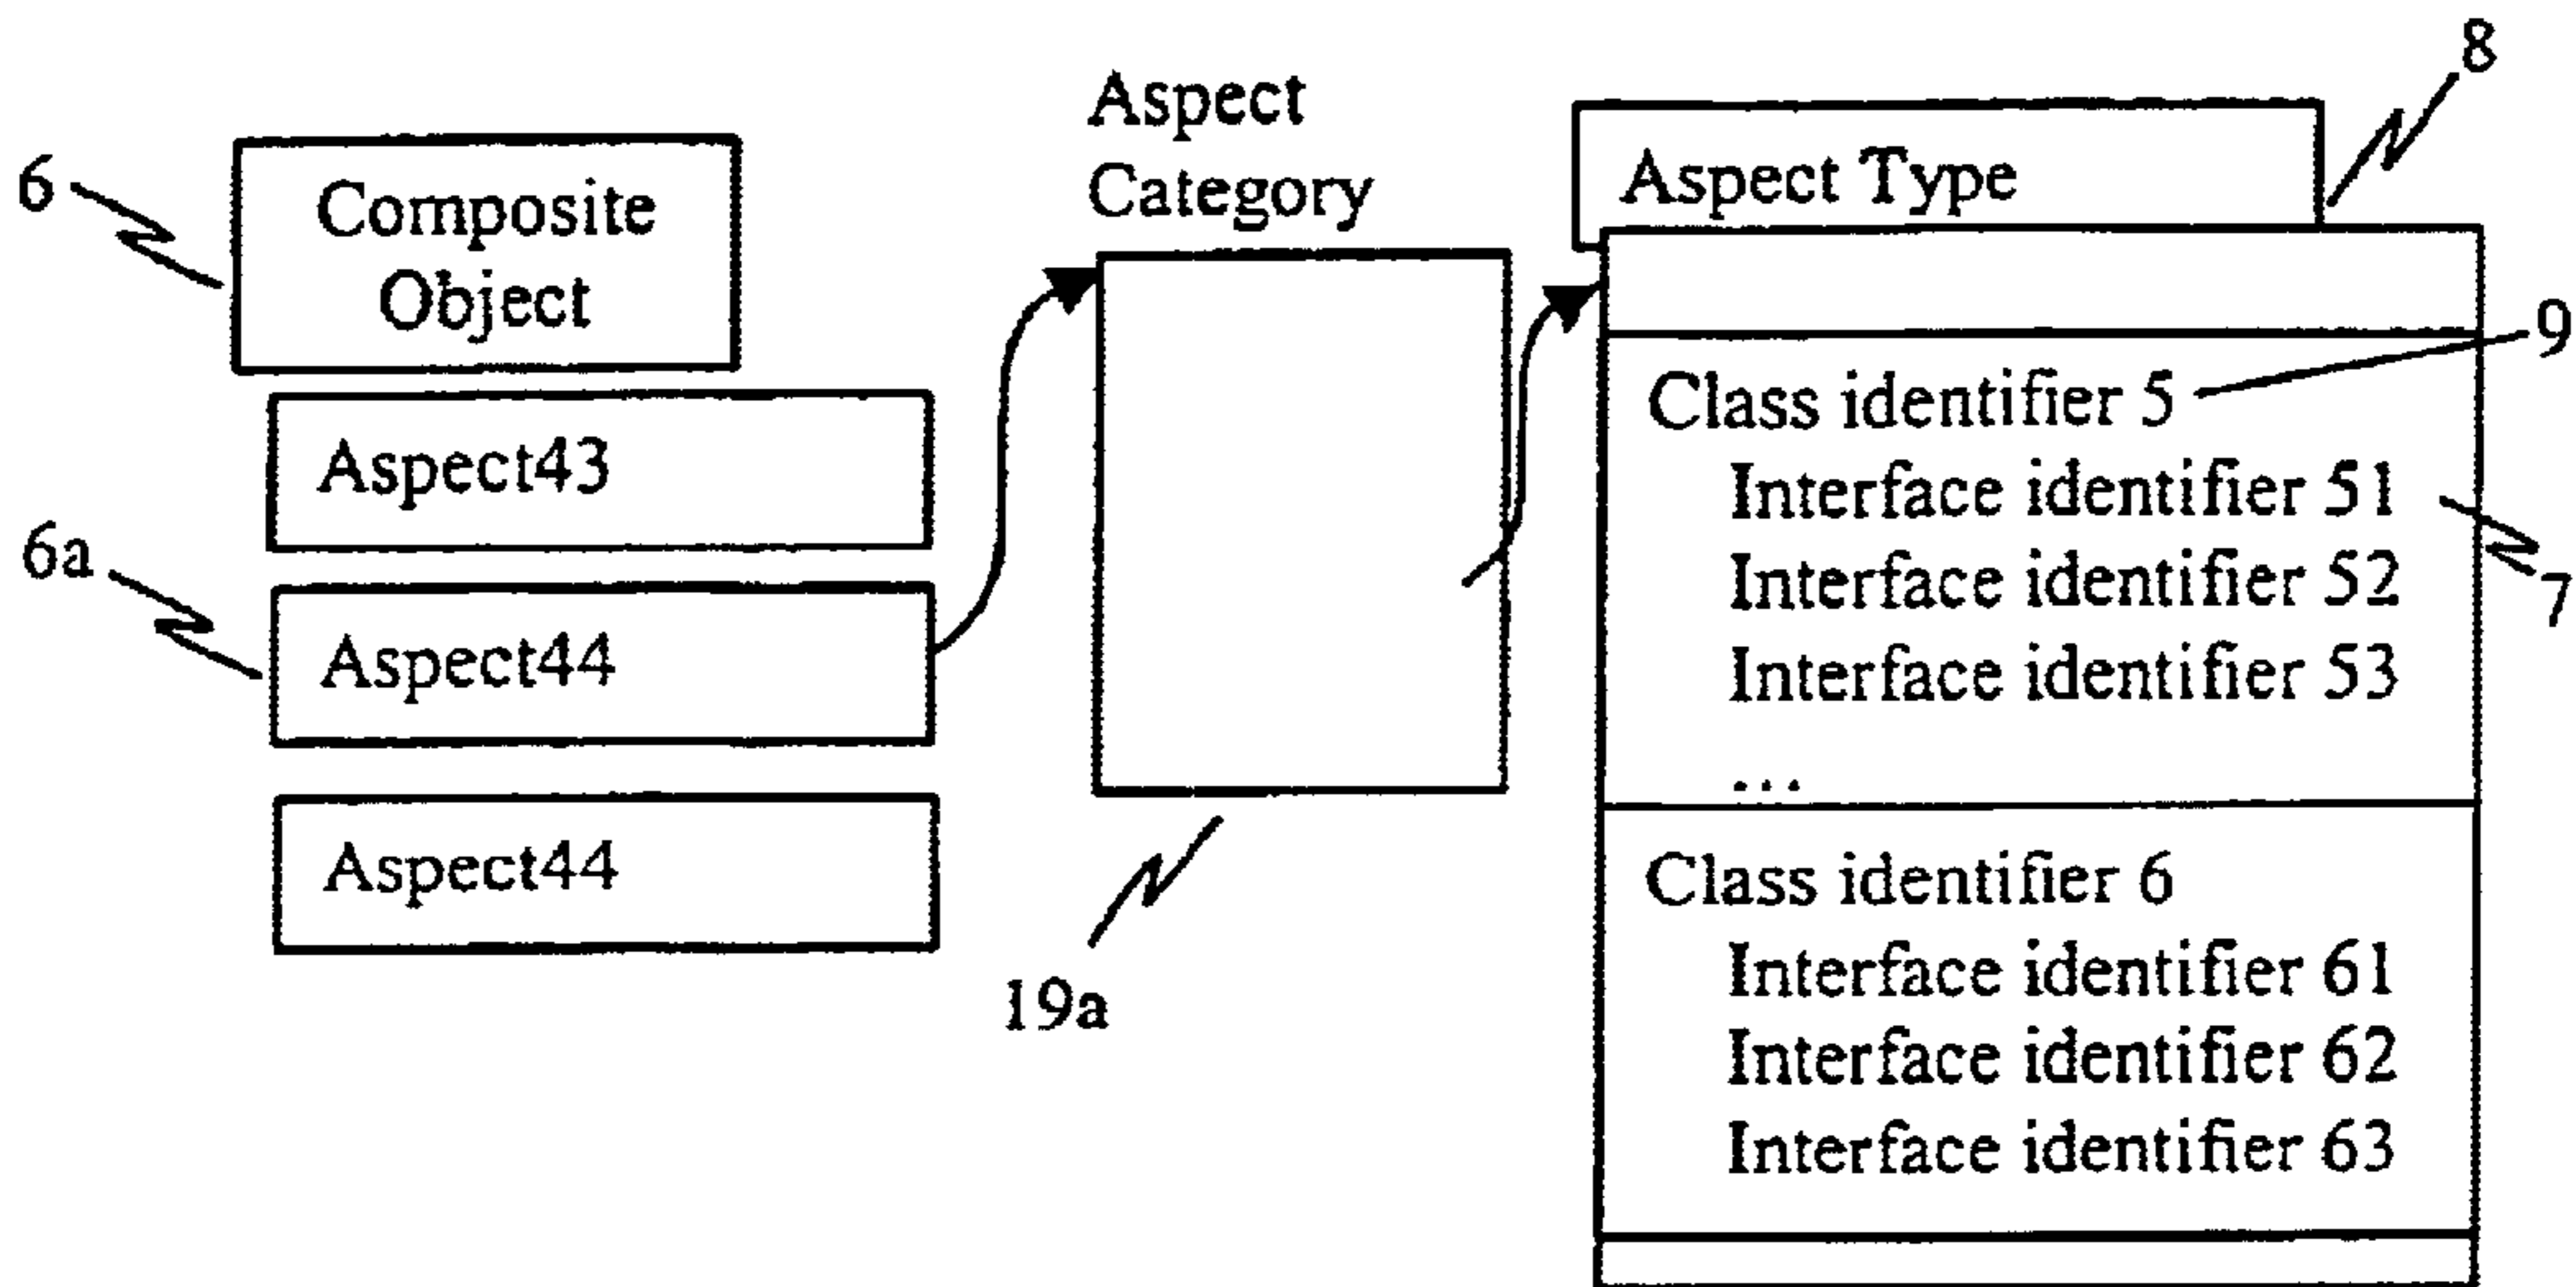 6
Composite
Object
Aspect43
6a
Aspect44
Aspect44
Aspect
Category
19a
8
Aspect Type
9
Class identifier 5
Interface identifier 51
Interface identifier 52
7
Interface identifier 53
...
Class identifier 6
Interface identifier 61
Interface identifier 62
Interface identifier 63